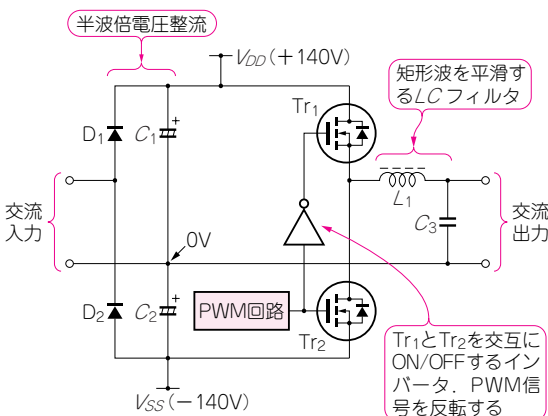 半波倍電圧整流
VDD(+140V)
矩形波を平滑す
るLCフィルタ
Tr1
D1
C1
+
L1
C3
交流
入力
交流
出力
0V
D2
C2
+
PWM回路
Tr2
Tr1とTr2を交互に
ON/OFFするイン
バータ．PWM信
号を反転する
VSS(−140V)